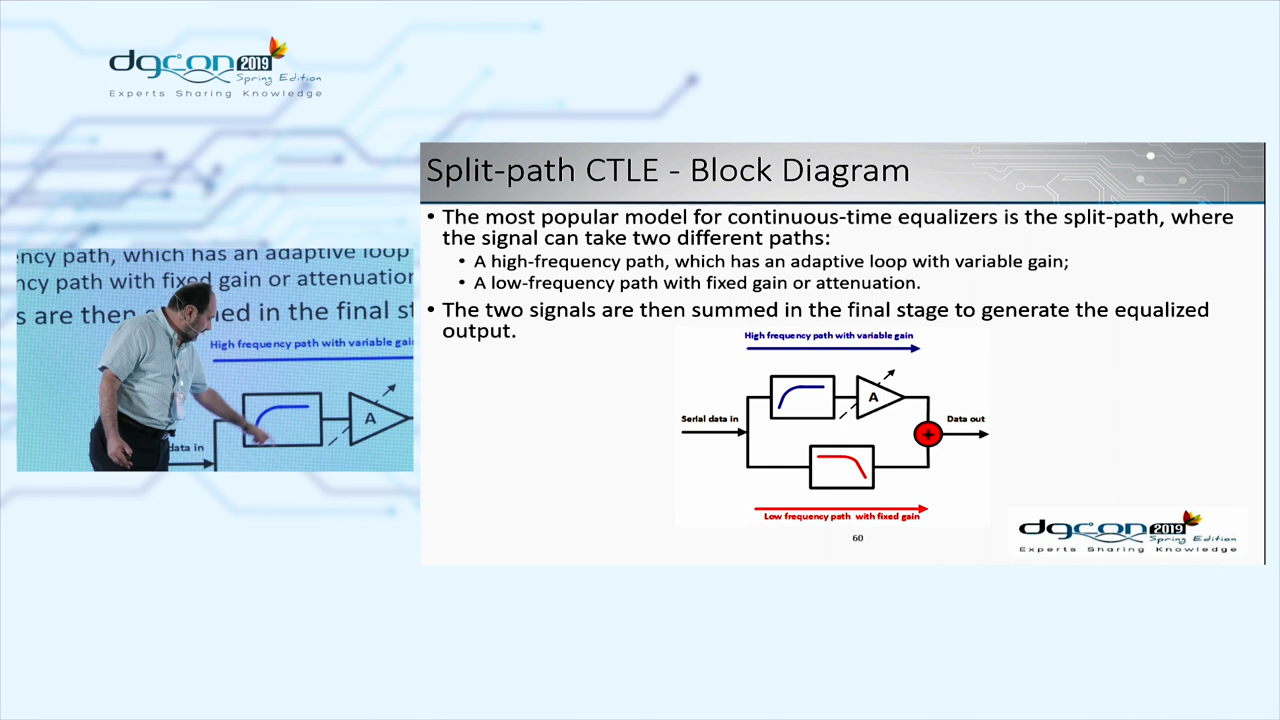 dgcon 2019
Spring Edition
Experts Sharing Knowledge
Split-path CTLE - Block Diagram
• The most popular model for continuous-time equalizers is the split-path, where
the signal can take two different paths:
• A high-frequency path, which has an adaptive loop with variable gain;
• A low-frequency path with fixed gain or attenuation.
• The two signals are then summed in the final stage to generate the equalized
output.
High frequency path with variable gain
A
Serial data in
+
Data out
Low frequency path with fixed gain
60
dgcon 2019
Spring Edition
Experts Sharing Knowledge
ency path, which has an adaptive loop
ncy path with fixed gain or attenuation
s are then s med in the final st
High frequency path with variable gai
A
data in